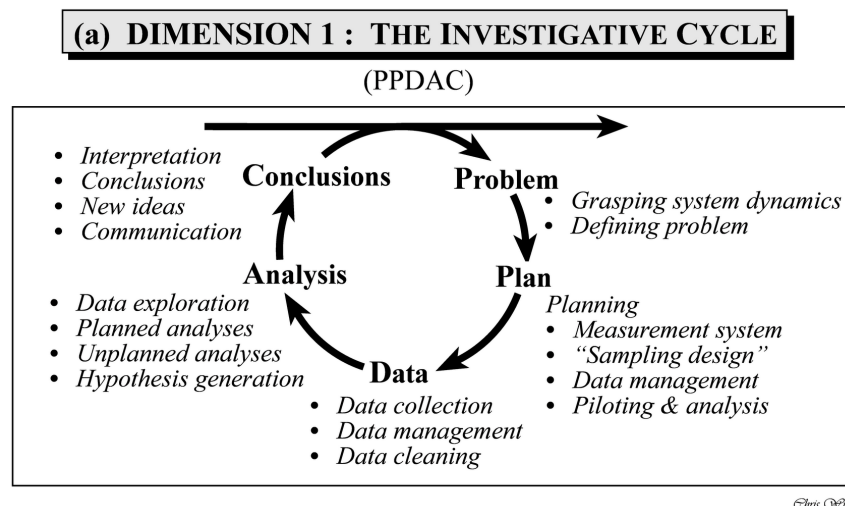 (a) DIMENSION 1 : THE INVESTIGATIVE CYCLE
(PPDAC)
• Interpretation
• Conclusions
• New ideas
• Communication
Conclusions
Problem
• Grasping system dynamics
• Defining problem
Plan
Planning
• Measurement system
• “Sampling design”
• Data management
• Piloting & analysis
Data
• Data collection
• Data management
• Data cleaning
Analysis
• Data exploration
• Planned analyses
• Unplanned analyses
• Hypothesis generation
Chris